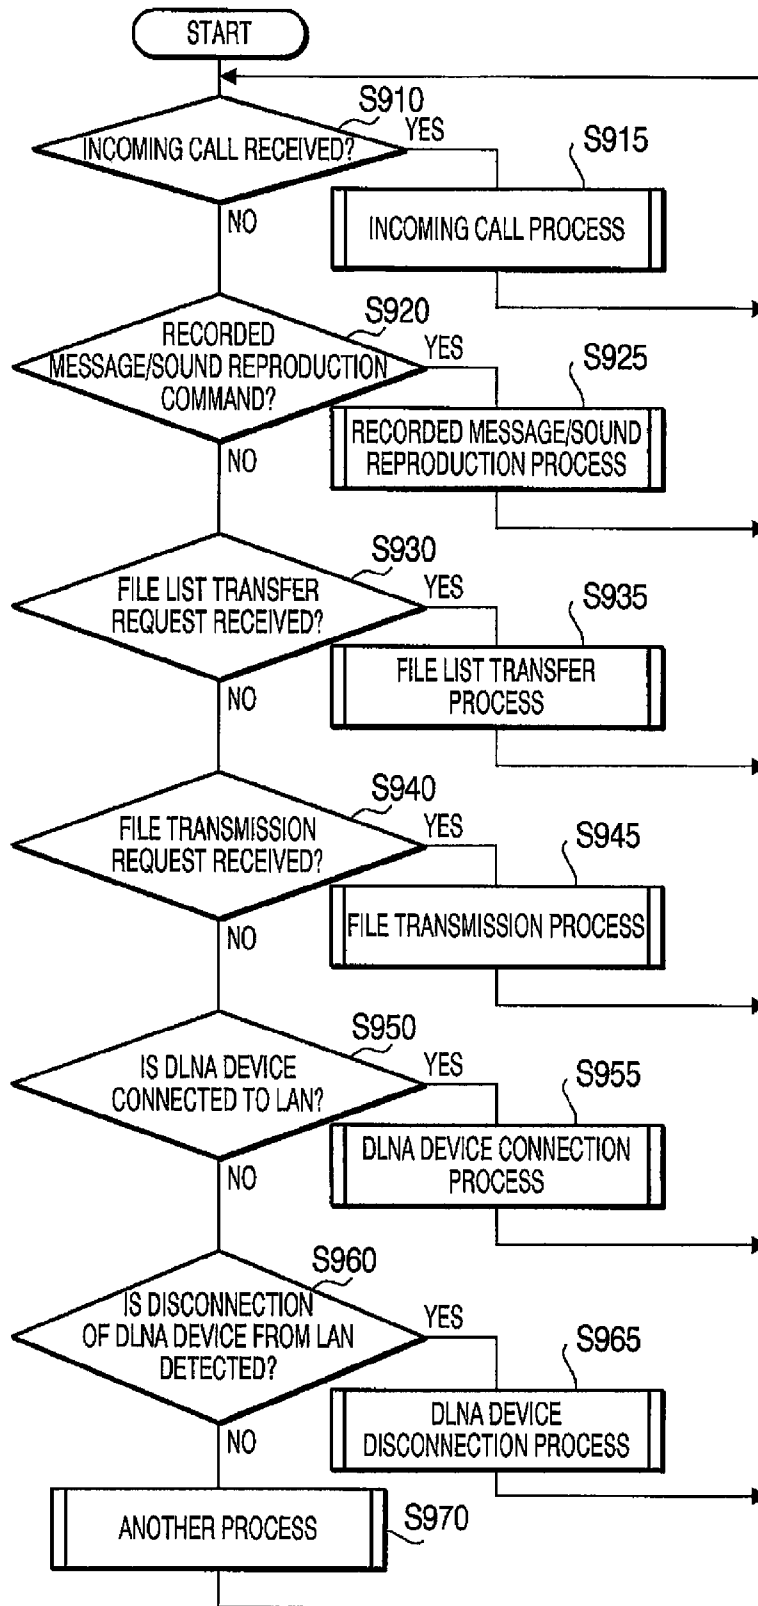 START
S910
INCOMING CALL RECEIVED?
YES
S915
INCOMING CALL PROCESS
NO
S920
RECORDED
MESSAGE/SOUND REPRODUCTION
COMMAND?
YES
S925
RECORDED MESSAGE/SOUND
REPRODUCTION PROCESS
NO
S930
FILE LIST TRANSFER
REQUEST RECEIVED?
YES
S935
FILE LIST TRANSFER
PROCESS
NO
S940
FILE TRANSMISSION
REQUEST RECEIVED?
YES
S945
FILE TRANSMISSION PROCESS
NO
S950
IS DLNA DEVICE
CONNECTED TO LAN?
YES
S955
DLNA DEVICE CONNECTION
PROCESS
NO
S960
IS DISCONNECTION
OF DLNA DEVICE FROM LAN
DETECTED?
YES
S965
DLNA DEVICE
DISCONNECTION PROCESS
NO
ANOTHER PROCESS
S970